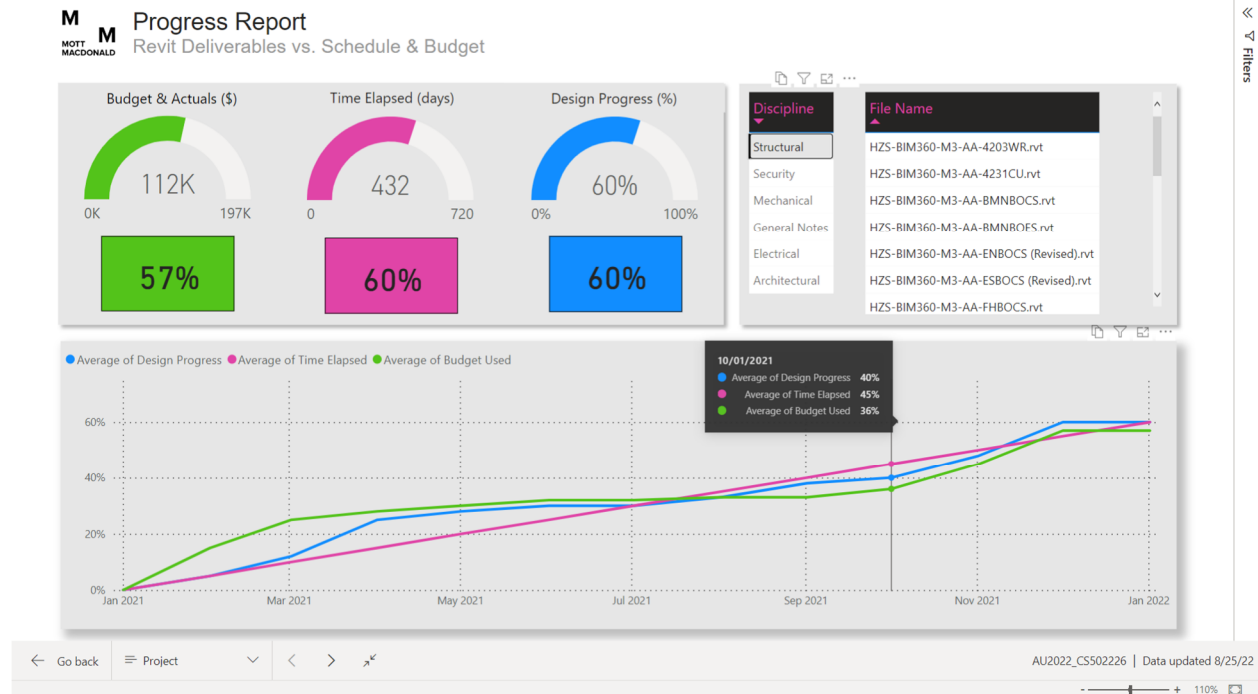 M
M
MOTT
MACDONALD
Progress Report
Revit Deliverables vs. Schedule & Budget
Filters
Budget & Actuals ($)
112K
0K
197K
57%
Time Elapsed (days)
432
0
720
60%
Design Progress (%)
60%
0%
100%
60%
Discipline
Structural
Security
Mechanical
General Notes
Electrical
Architectural
File Name
HZS-BIM360-M3-AA-4203WR.rvt
HZS-BIM360-M3-AA-4231CU.rvt
HZS-BIM360-M3-AA-BMNBOCS.rvt
HZS-BIM360-M3-AA-BMNBOES.rvt
HZS-BIM360-M3-AA-ENBOCS (Revised).rvt
HZS-BIM360-M3-AA-ESBOCS (Revised).rvt
HZS-BIM360-M3-AA-FHBOCS.rvt
Average of Design Progress Average of Time Elapsed Average of Budget Used
10/01/2021
Average of Design Progress 40%
Average of Time Elapsed 45%
Average of Budget Used 36%
60%
40%
20%
0%
Jan 2021 Mar 2021 May 2021 Jul 2021 Sep 2021 Nov 2021 Jan 2022
Go back
Project
AU2022_CS502226 | Data updated 8/25/22
- + 110%